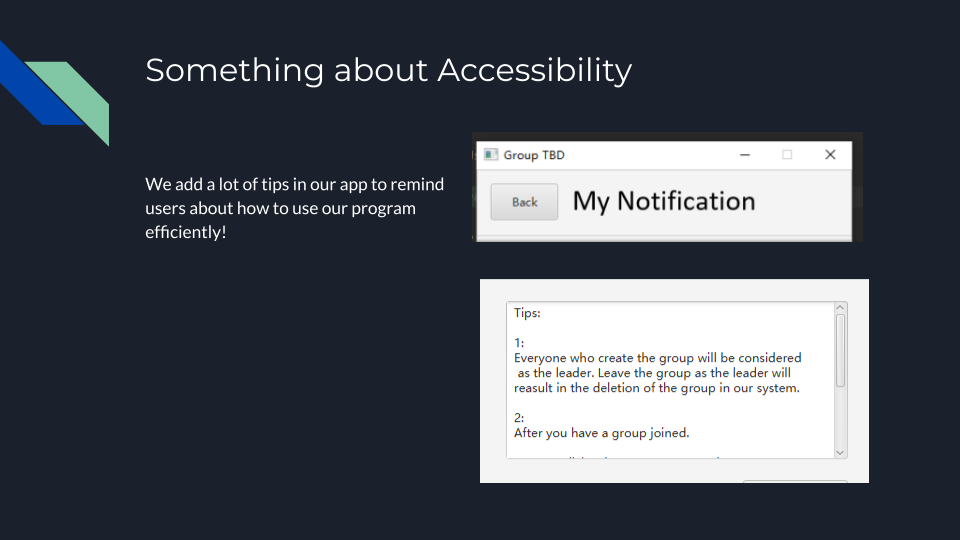 Something about Accessibility
We add a lot of tips in our app to remind
users about how to use our program
efficiently!
Group TBD
Back
My Notification
Tips:
1:
Everyone who create the group will be considered
as the leader. Leave the group as the leader will
reasult in the deletion of the group in our system.
2:
After you have a group joined.